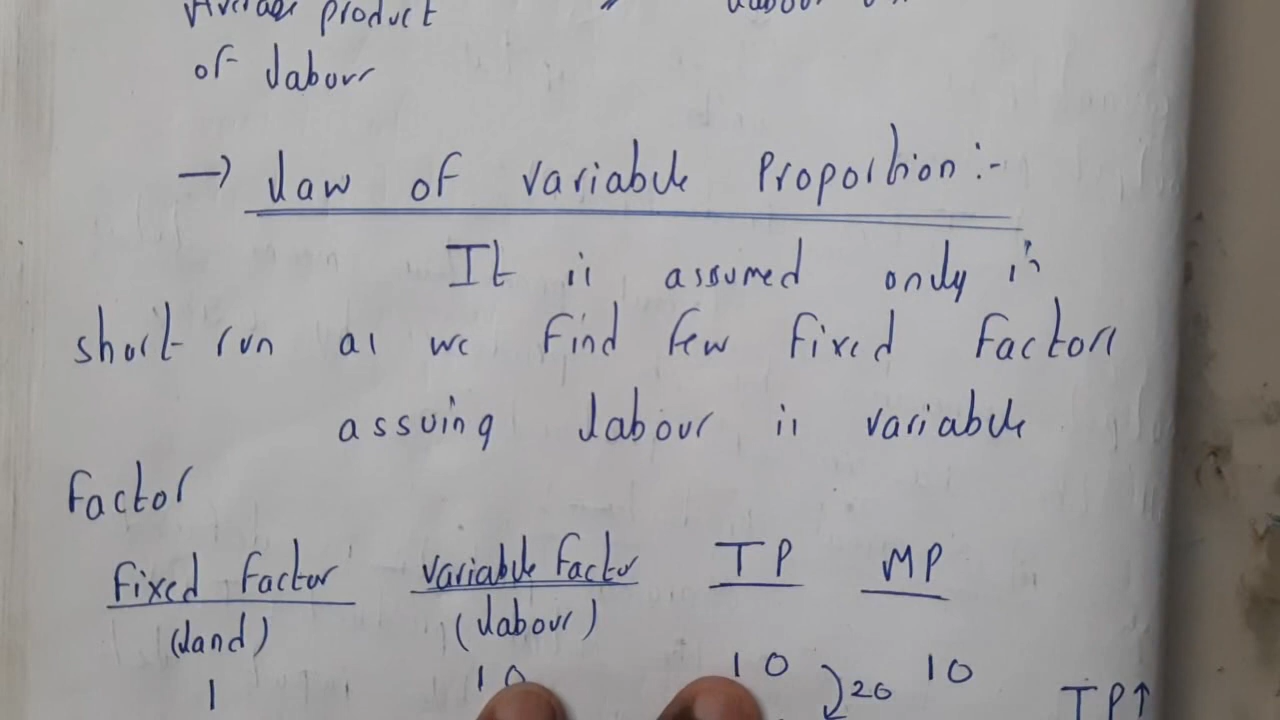 Average product
of labour
→ Law of variable Proportion:-
It is assumed only in
short run as we find few fixed factors
assuing labour is variable
factor
Fixed factor variable factor TP MP
(land) (labour)
1 10 10 20 10 TP↑